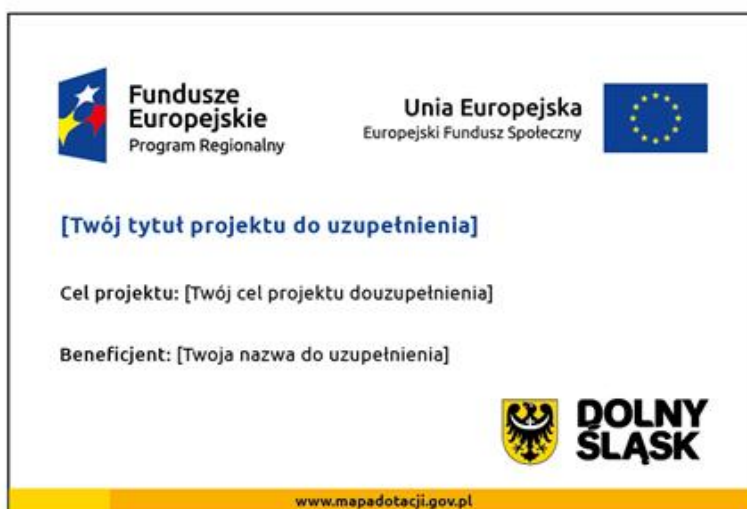 Fundusze
Europejskie
Program Regionalny
Unia Europejska
Europejski Fundusz Społeczny
[Twój tytuł projektu do uzupełnienia]
Cel projektu: [Twój cel projektu douzupełnienia]
Beneficjent: [Twoja nazwa do uzupełnienia]
DOLNY
ŚLĄSK
www.mapadotacji.gov.pl